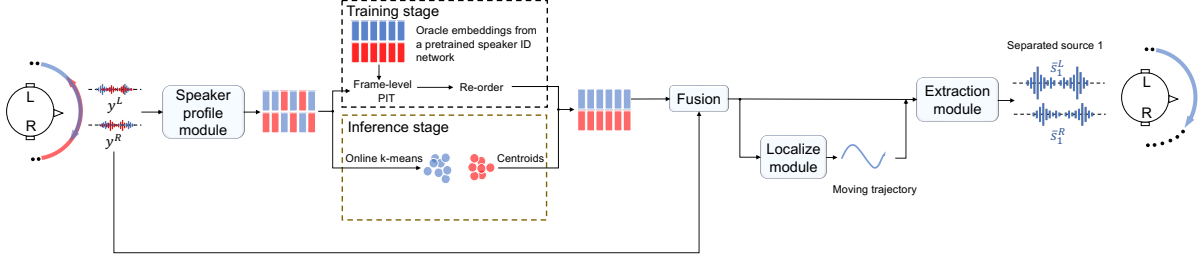 Training stage
Oracle embeddings from
a pretrained speaker ID
network
Frame-level
PIT
Re-order
Inference stage
Online k-means
Centroids
L
R
y^L
y^R
Speaker
profile
module
Fusion
Localize
module
Moving trajectory
Extraction
module
Separated source 1
s̄₁^L
s̄₁^R
L
R